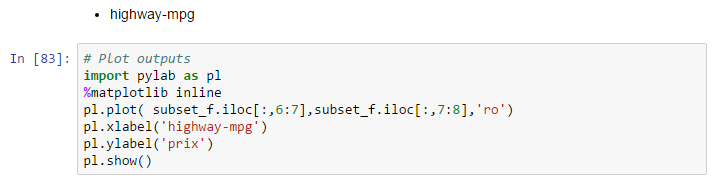 • highway-mpg
In [83]: # Plot outputs
import pylab as pl
%matplotlib inline
pl.plot( subset_f.iloc[:,6:7],subset_f.iloc[:,7:8],'ro')
pl.xlabel('highway-mpg')
pl.ylabel('prix')
pl.show()